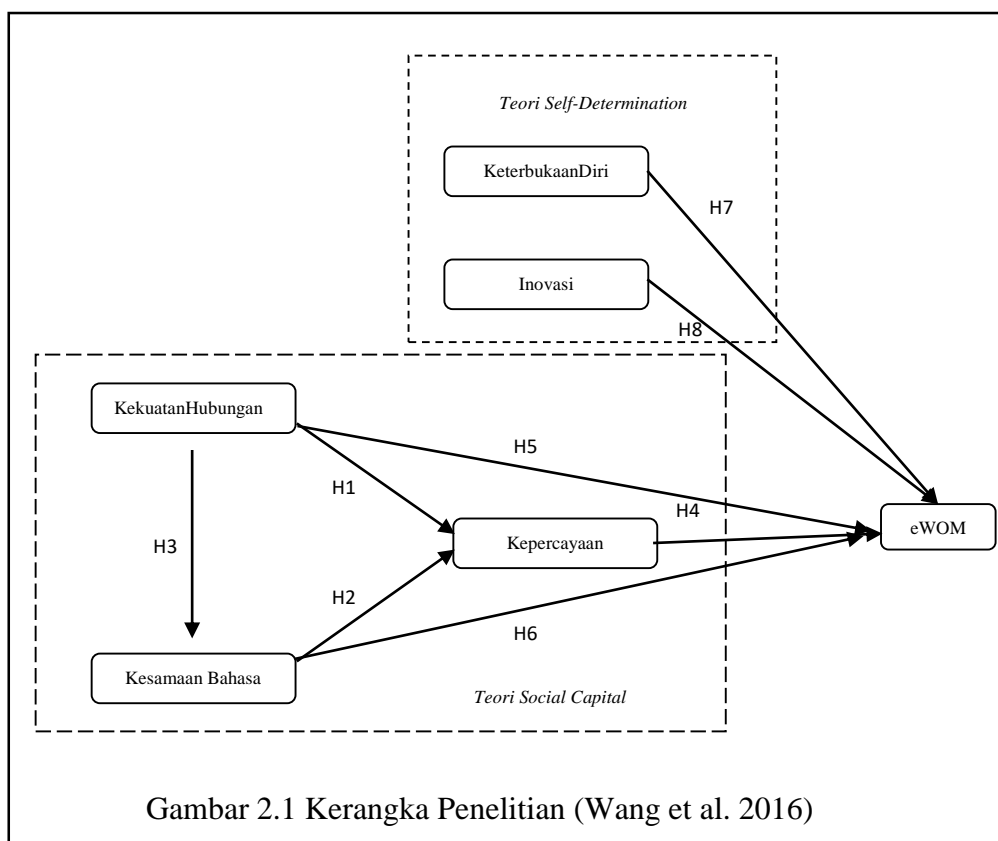 Teori Self-Determination
KeterbukaanDiri
H7
Inovasi
H8
KekuatanHubungan
H5
H1
H4
eWOM
Kepercayaan
H3
H2
H6
Kesamaan Bahasa
Teori Social Capital
Gambar 2.1 Kerangka Penelitian (Wang et al. 2016)